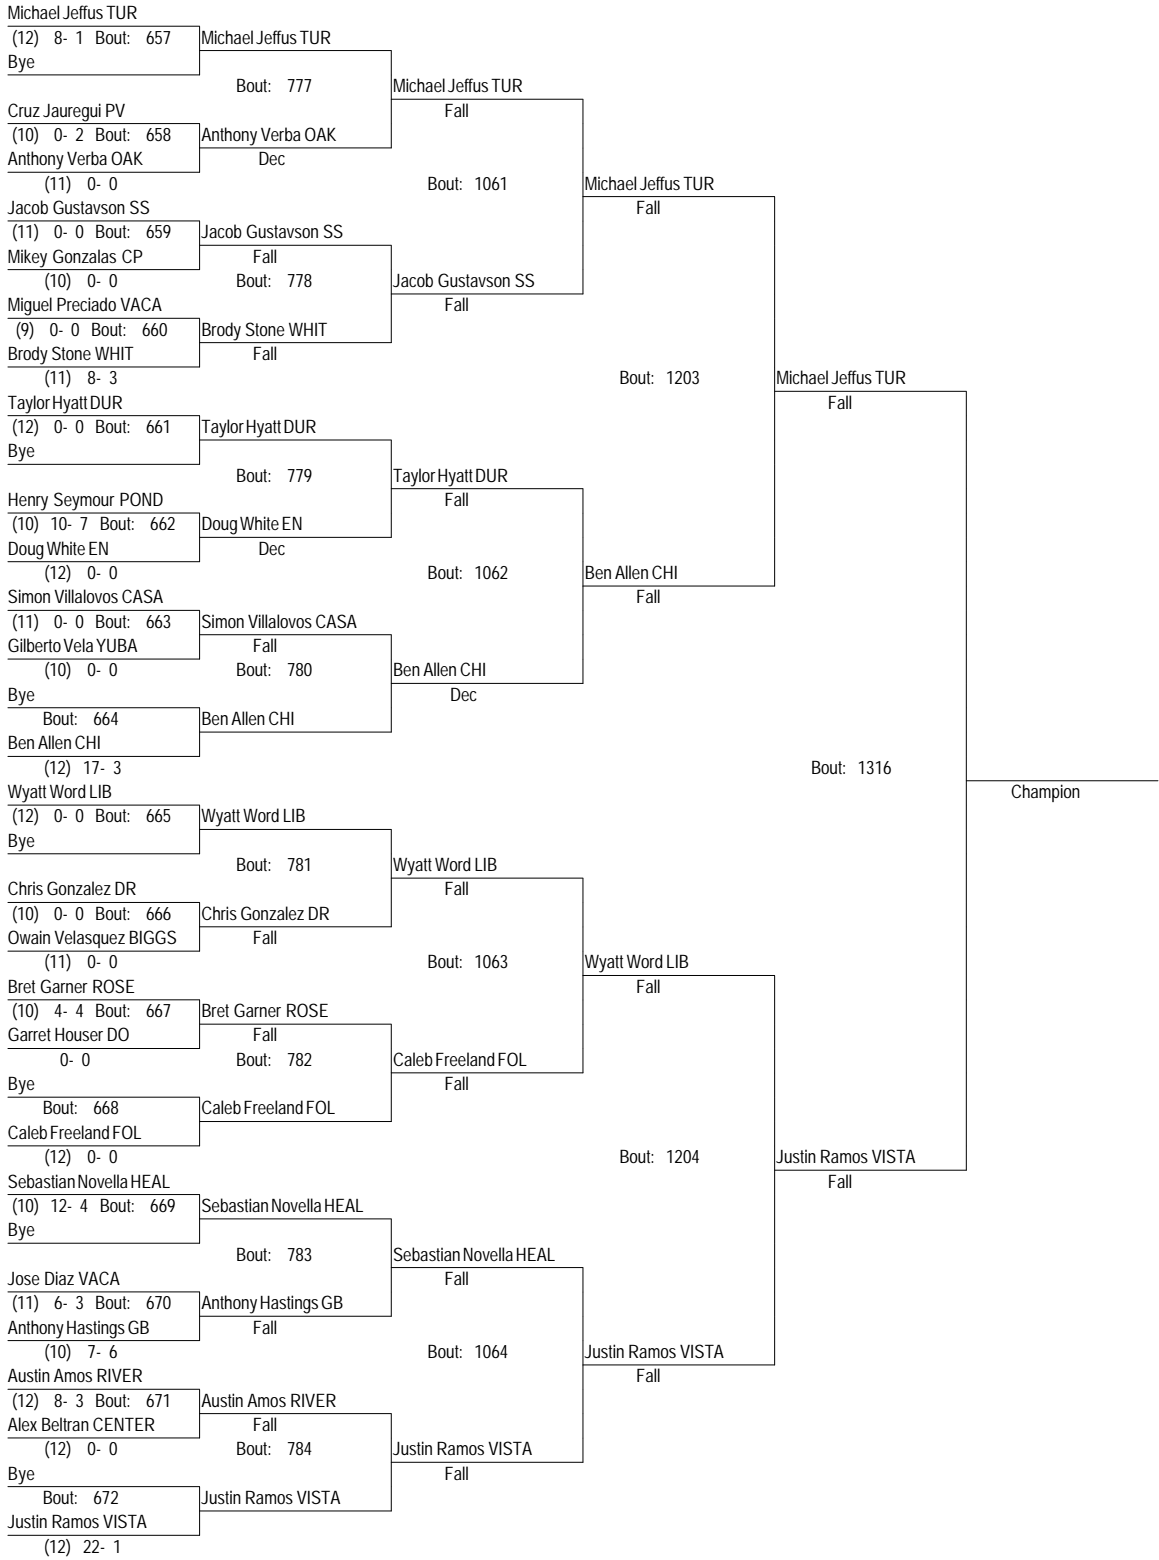 Michael Jeffus TUR
(12) 8- 1 Bout: 657 Michael Jeffus TUR
Bye
Bout: 777 Michael Jeffus TUR
Cruz Jauregui PV Fall
(10) 0- 2 Bout: 658 Anthony Verba OAK
Anthony Verba OAK Dec
(11) 0- 0 Bout: 1061 Michael Jeffus TUR
Jacob Gustavson SS Fall
(11) 0- 0 Bout: 659 Jacob Gustavson SS
Mikey Gonzalas CP Fall
(10) 0- 0 Bout: 778 Jacob Gustavson SS
Miguel Preciado VACA Fall
(9) 0- 0 Bout: 660 Brody Stone WHIT
Brody Stone WHIT Fall
(11) 8- 3 Bout: 1203 Michael Jeffus TUR
Taylor Hyatt DUR Fall
(12) 0- 0 Bout: 661 Taylor Hyatt DUR
Bye
Bout: 779 Taylor Hyatt DUR
Henry Seymour POND Fall
(10) 10- 7 Bout: 662 Doug White EN
Doug White EN Dec
(12) 0- 0 Bout: 1062 Ben Allen CHI
Simon Villalovos CASA Fall
(11) 0- 0 Bout: 663 Simon Villalovos CASA
Gilberto Vela YUBA Fall
(10) 0- 0 Bout: 780 Ben Allen CHI
Bye Dec
Bout: 664 Ben Allen CHI
Ben Allen CHI
(12) 17- 3 Bout: 1316
Wyatt Word LIB Champion
(12) 0- 0 Bout: 665 Wyatt Word LIB
Bye
Bout: 781 Wyatt Word LIB
Chris Gonzalez DR Fall
(10) 0- 0 Bout: 666 Chris Gonzalez DR
Owain Velasquez BIGGS Fall
(11) 0- 0 Bout: 1063 Wyatt Word LIB
Bret Garner ROSE Fall
(10) 4- 4 Bout: 667 Bret Garner ROSE
Garret Houser DO Fall
0- 0 Bout: 782 Caleb Freeland FOL
Bye Fall
Bout: 668 Caleb Freeland FOL
Caleb Freeland FOL
(12) 0- 0 Bout: 1204 Justin Ramos VISTA
Sebastian Novella HEAL Fall
(10) 12- 4 Bout: 669 Sebastian Novella HEAL
Bye
Bout: 783 Sebastian Novella HEAL
Jose Diaz VACA Fall
(11) 6- 3 Bout: 670 Anthony Hastings GB
Anthony Hastings GB Fall
(10) 7- 6 Bout: 1064 Justin Ramos VISTA
Austin Amos RIVER Fall
(12) 8- 3 Bout: 671 Austin Amos RIVER
Alex Beltran CENTER Fall
(12) 0- 0 Bout: 784 Justin Ramos VISTA
Bye Fall
Bout: 672 Justin Ramos VISTA
Justin Ramos VISTA
(12) 22- 1